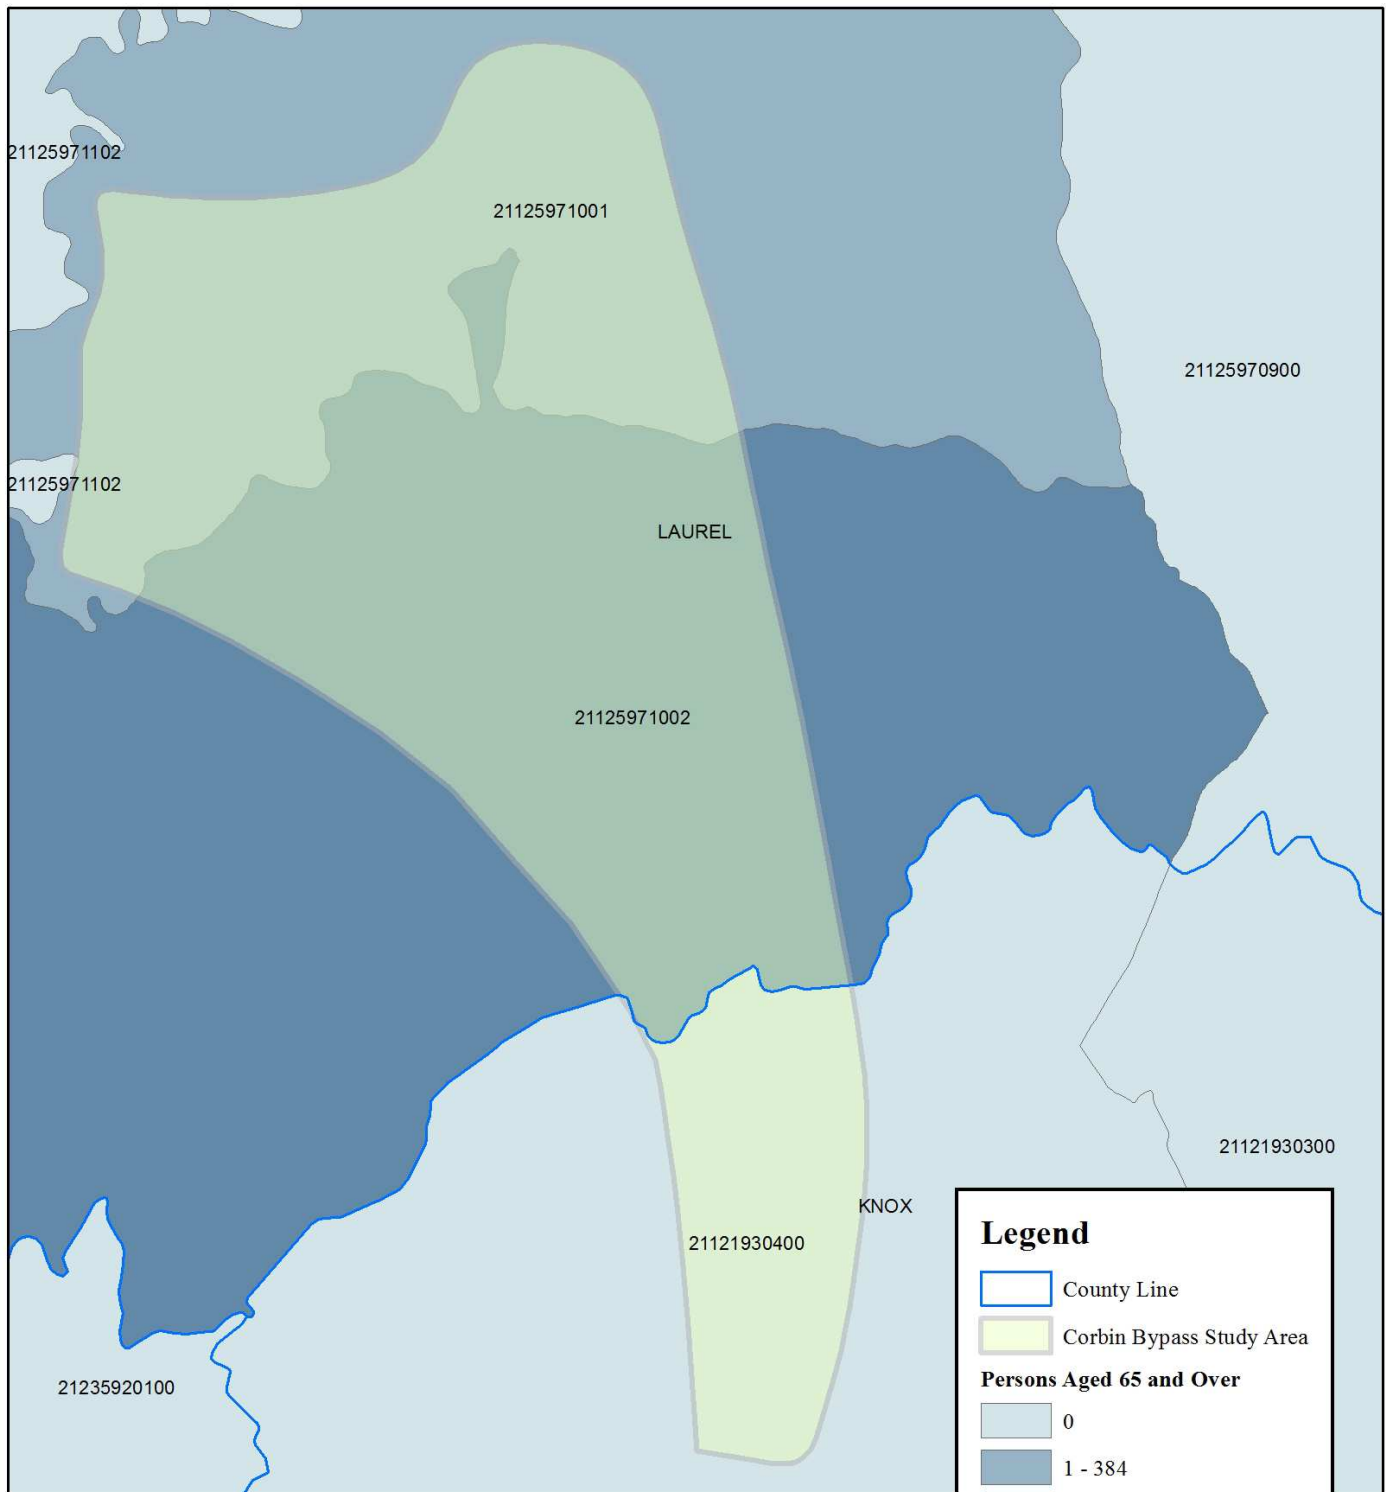 21125971102
21125971001
21125970900
21125971102
LAUREL
21125971002
21121930300
KNOX
21121930400
21235920100
Legend
County Line
Corbin Bypass Study Area
Persons Aged 65 and Over
0
1 - 384